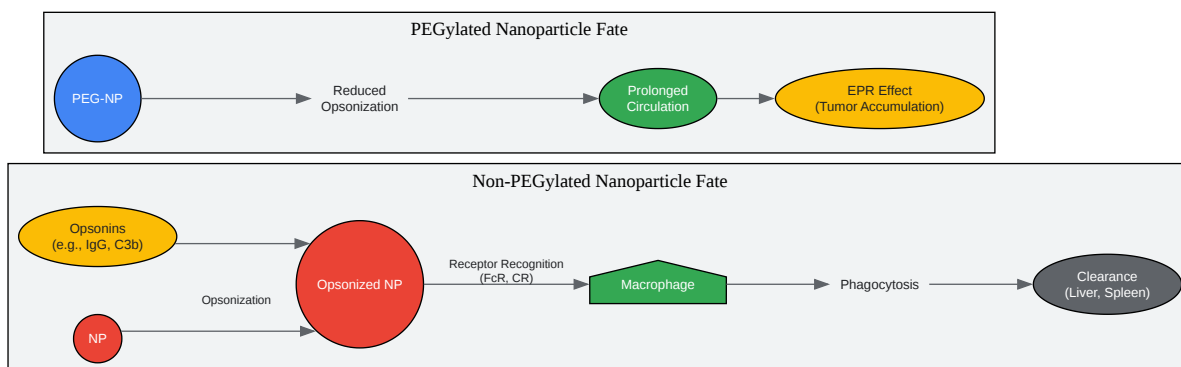 PEGylated Nanoparticle Fate
PEG-NP
Reduced
Opsonization
Prolonged
Circulation
EPR Effect
(Tumor Accumulation)
Non-PEGylated Nanoparticle Fate
Opsonins
(e.g., IgG, C3b)
NP
Opsonization
Opsonized NP
Receptor Recognition
(FcR, CR)
Macrophage
Phagocytosis
Clearance
(Liver, Spleen)